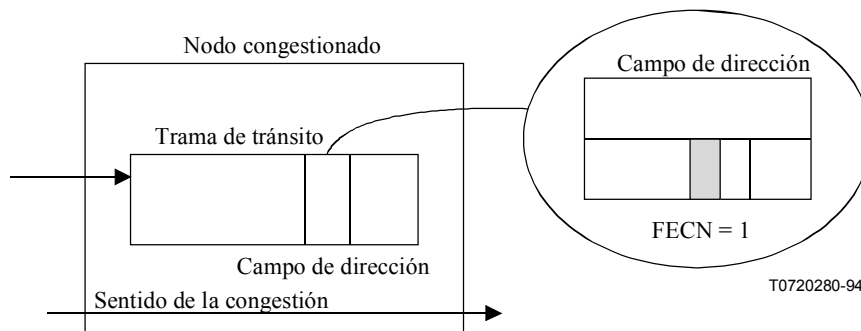 Nodo congestionado
Trama de tránsito
Campo de dirección
Sentido de la congestión
Campo de dirección
FECN = 1
T0720280-94